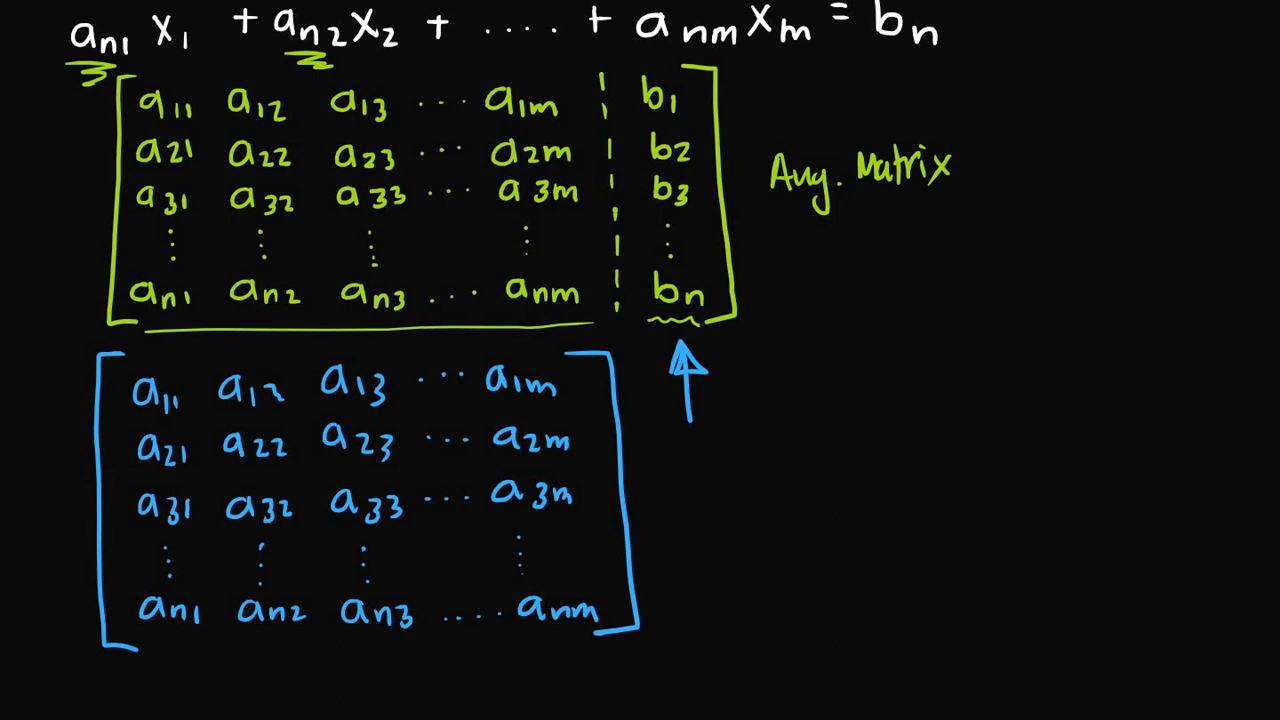 an1 x1 + an2x2 + .... + anmxm = bn
a11 a12 a13 ... a1m b1
a21 a22 a23 ... a2m b2
a31 a32 a33 ... a3m b3
⋮ ⋮ ⋮ ⋮ ⋮
an1 an2 an3 ... anm bn
Aug. Matrix
a11 a12 a13 ... a1m
a21 a22 a23 ... a2m
a31 a32 a33 ... a3m
⋮ ⋮ ⋮ ⋮
an1 an2 an3 .... anm